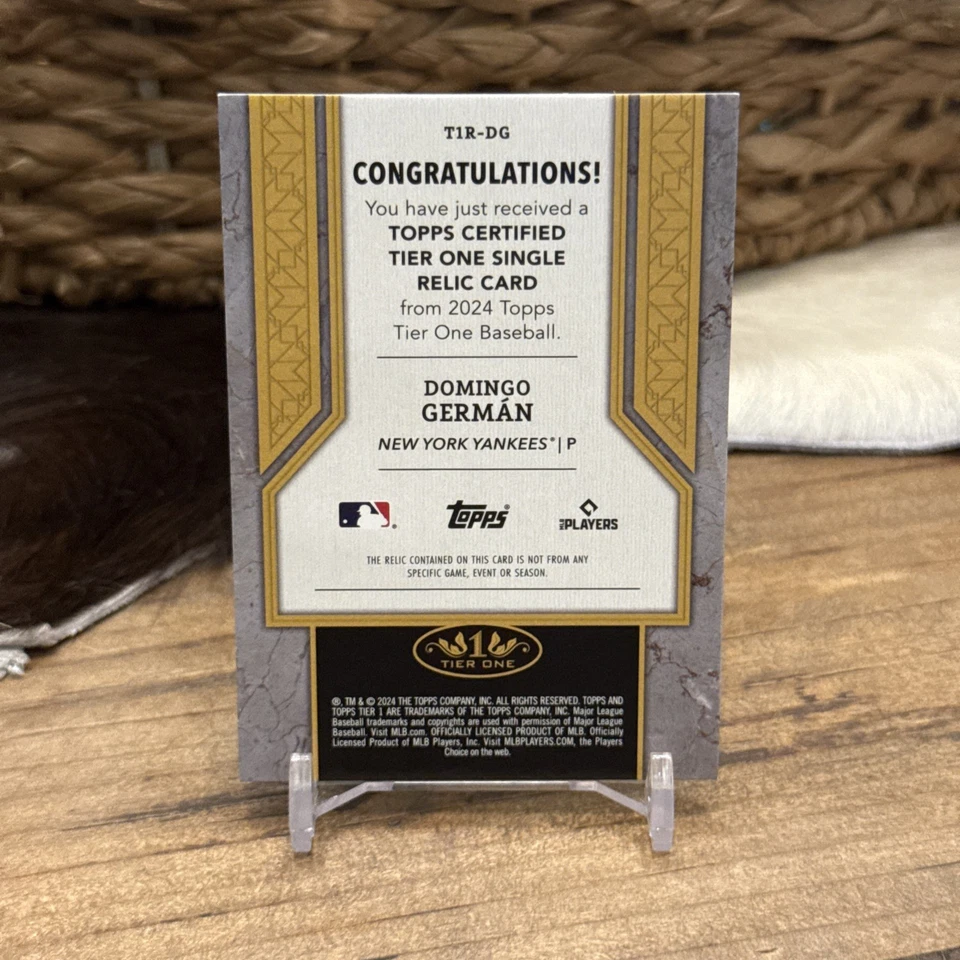 T1R-DG
CONGRATULATIONS!
You have just received a
TOPPS CERTIFIED
TIER ONE SINGLE
RELIC CARD
from 2024 Topps
Tier One Baseball.
DOMINGO
GERMÁN
NEW YORK YANKEES® | P
topps®
MLB PLAYERS
THE RELIC CONTAINED ON THIS CARD IS NOT FROM ANY
SPECIFIC GAME, EVENT OR SEASON.
1
TIER ONE
®, TM & © 2024 THE TOPPS COMPANY, INC. ALL RIGHTS RESERVED. TOPPS AND
TOPPS TIER 1 ARE TRADEMARKS OF THE TOPPS COMPANY, INC. Major League
Baseball trademarks and copyrights are used with permission of Major League
Baseball. Visit MLB.com. OFFICIALLY LICENSED PRODUCT OF MLB. Officially
Licensed Product of MLB Players, Inc. Visit MLBPLAYERS.COM, the Players
Choice on the web.